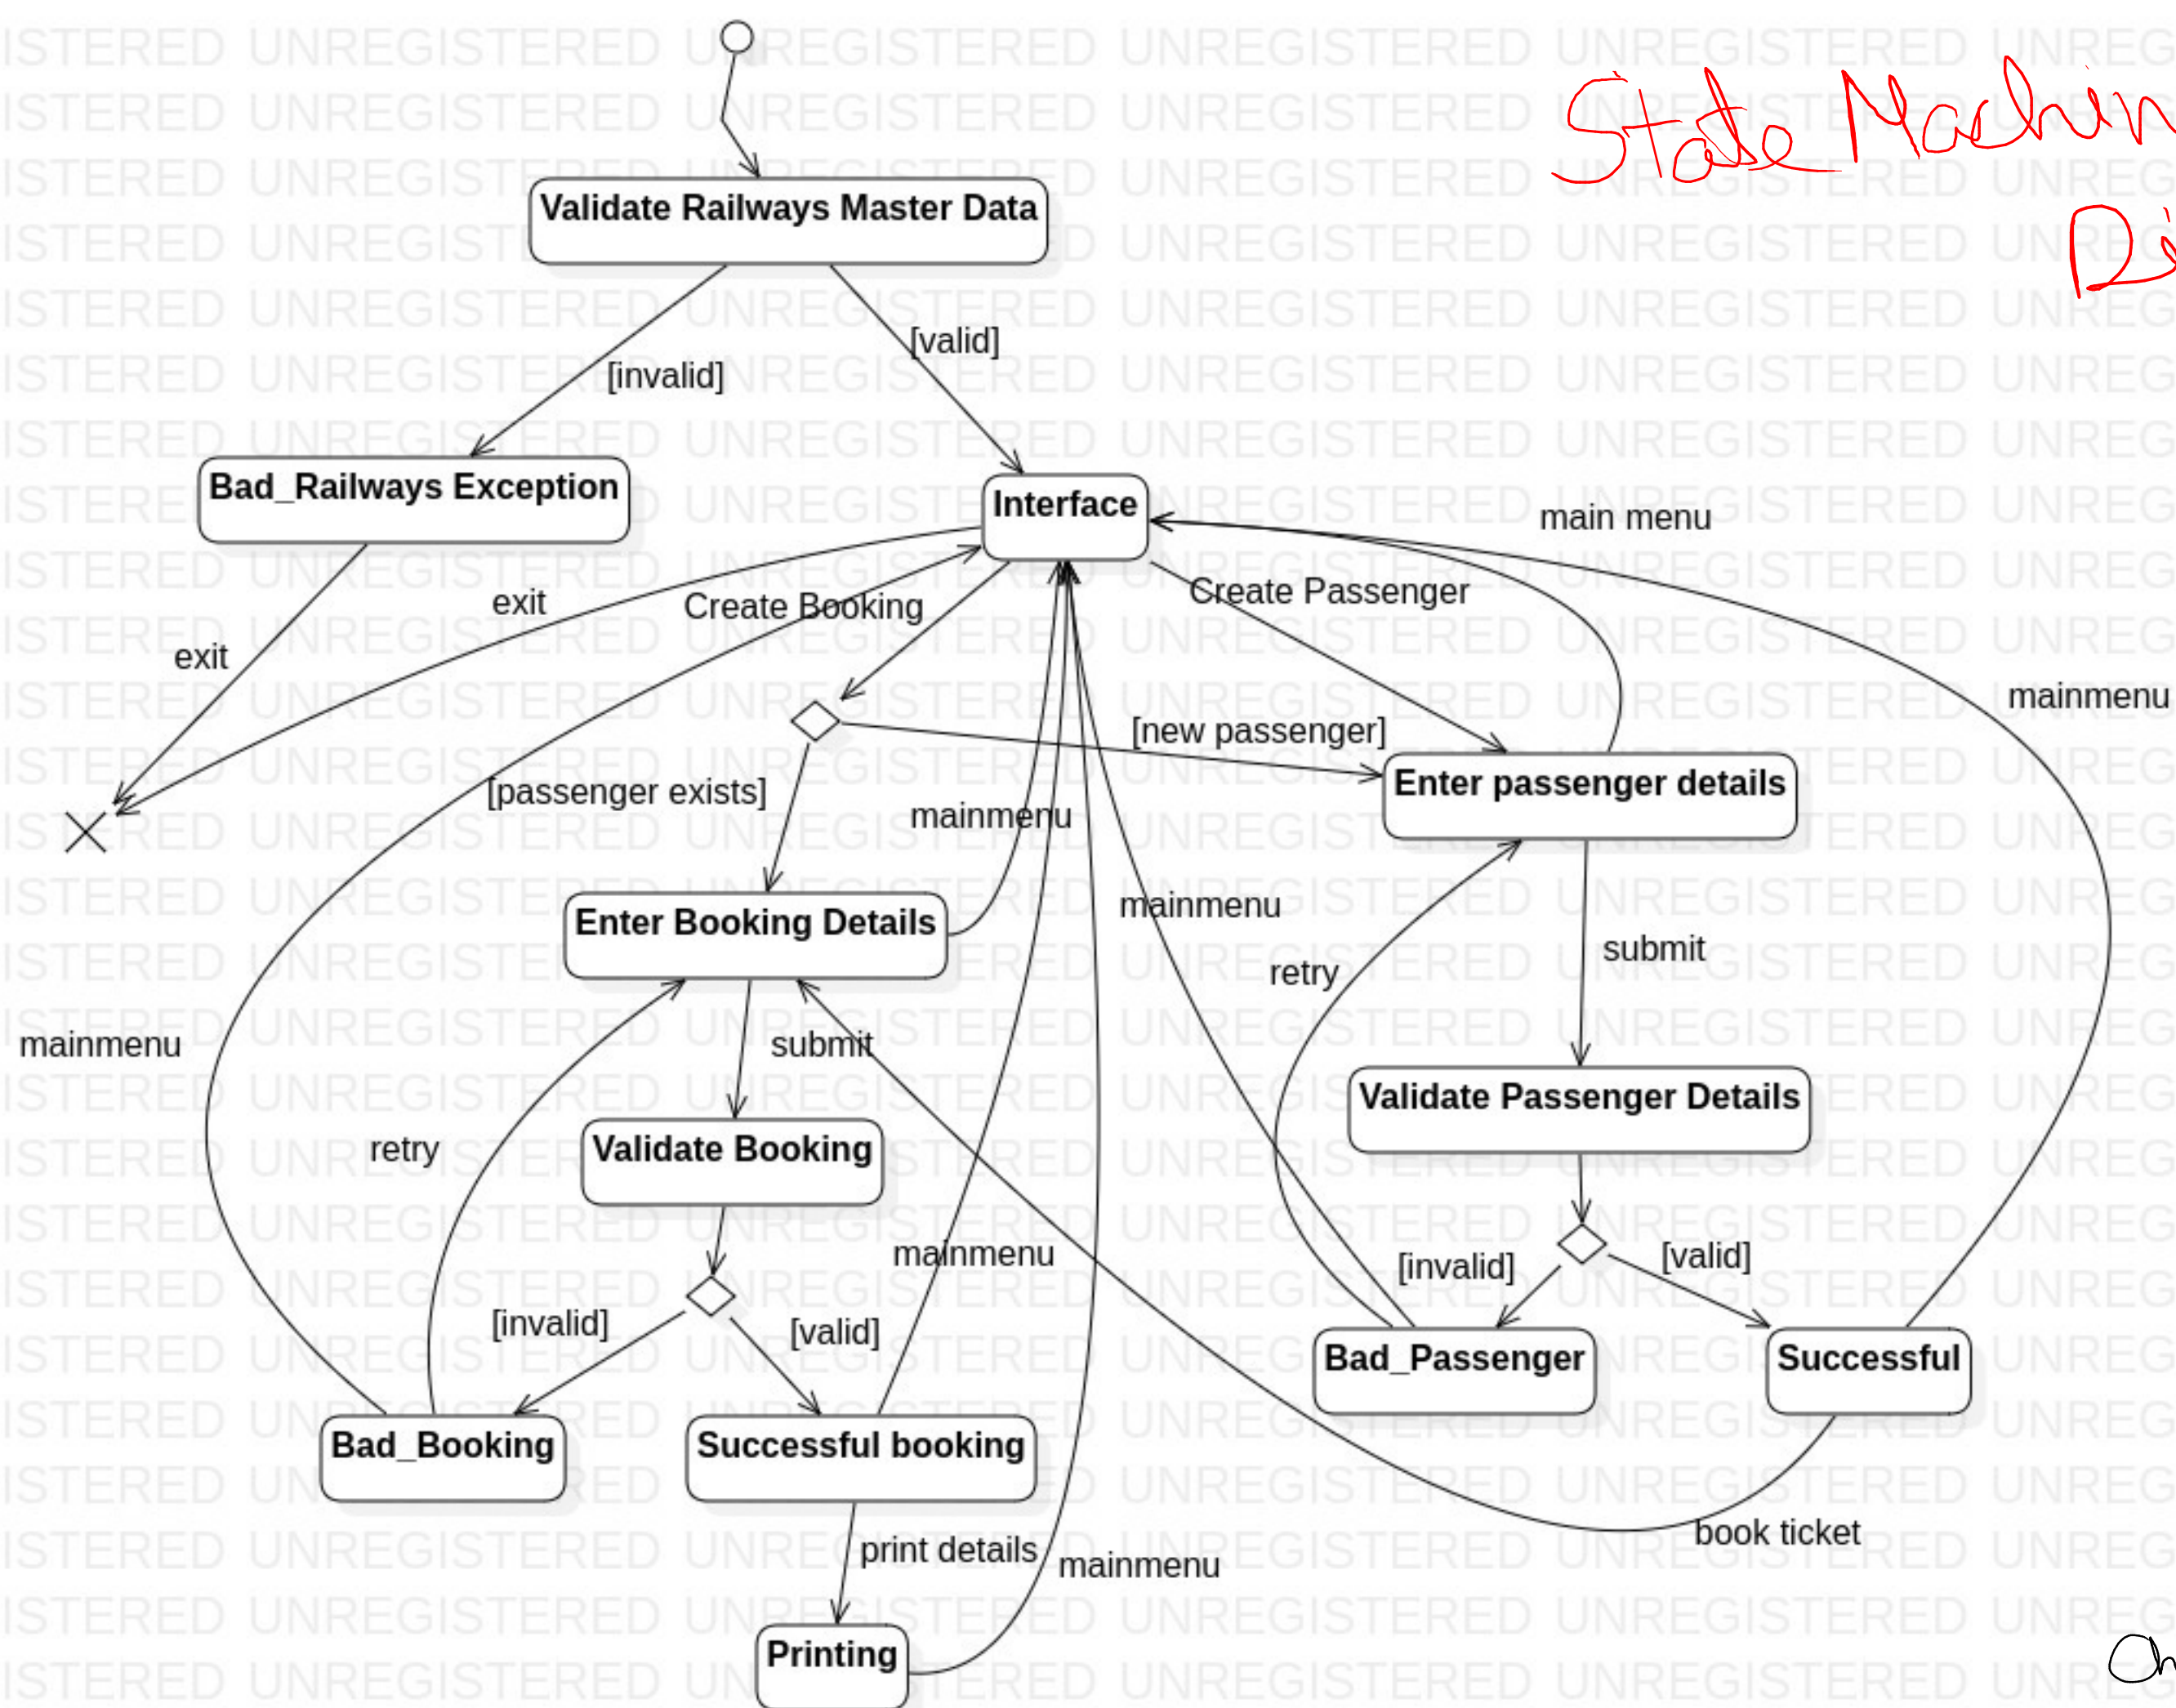 State Machin
Di
Validate Railways Master Data
[valid]
[invalid]
Bad_Railways Exception
Interface
main menu
exit
Create Booking
Create Passenger
exit
mainmenu
[new passenger]
[passenger exists]
Enter passenger details
mainmenu
Enter Booking Details
mainmenu
submit
retry
mainmenu
submit
Validate Passenger Details
retry
Validate Booking
mainmenu
[invalid]
[valid]
[invalid]
[valid]
Bad_Passenger
Successful
Bad_Booking
Successful booking
book ticket
print details
mainmenu
Printing
UNREGISTERED